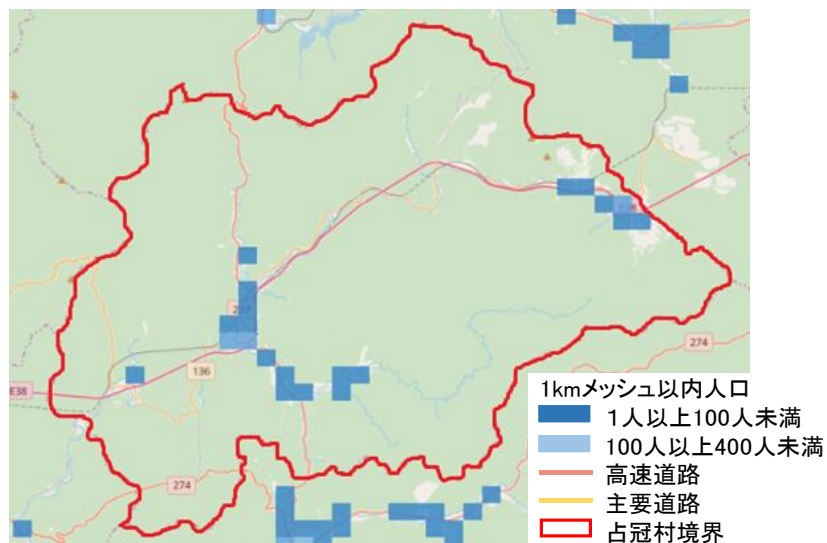 274
136
E38
274
1kmメッシュ以内人口
1人以上100人未満
100人以上400人未満
高速道路
主要道路
占冠村境界